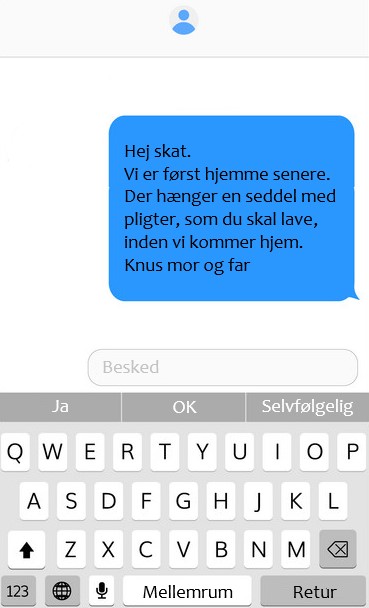 Hej skat.
Vi er først hjemme senere.
Der hænger en seddel med
pligter, som du skal lave,
inden vi kommer hjem.
Knus mor og far
Besked
Ja OK Selvfølgelig
Q W E R T Y U I O P
A S D F G H J K L
Z X C V B N M
123 Mellemrum Retur